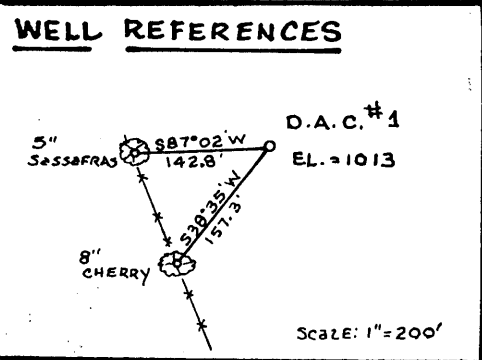 WELL REFERENCES
D.A.C. #1
EL. = 1013
5"
SassaFRAS
S87°02'W
142.8'
S38°35'W
157.3'
8"
CHERRY
ScaLE: 1"=200'